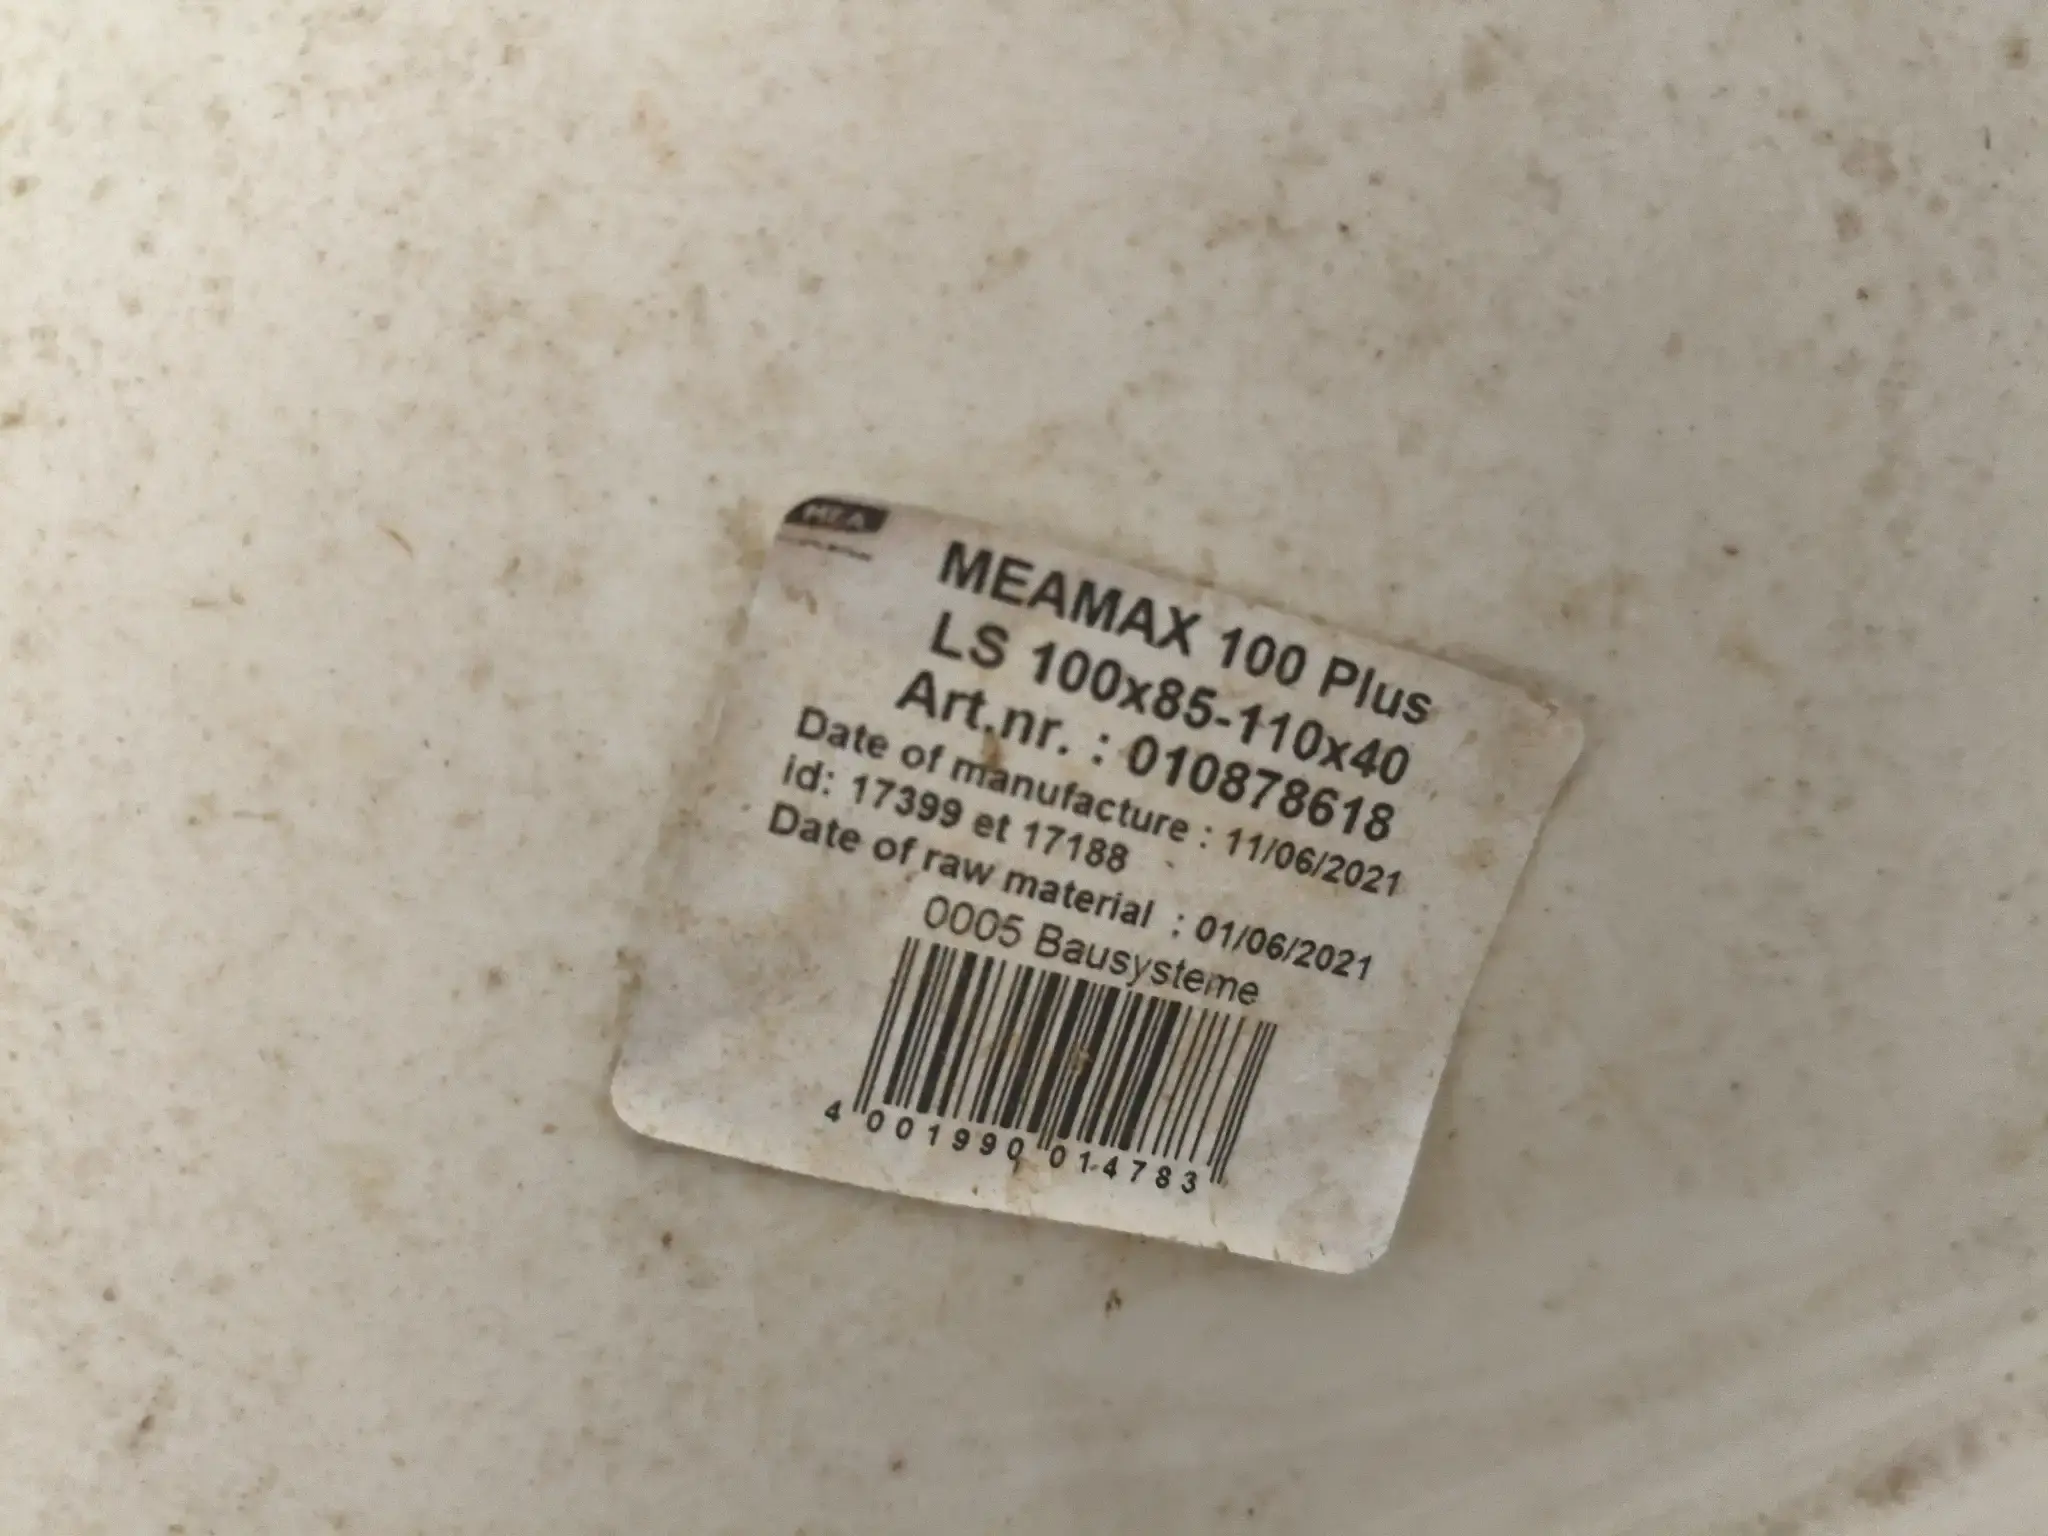 MEA
MEAMAX 100 Plus
LS 100x85-110x40
Art.nr. : 010878618
Date of manufacture : 11/06/2021
id: 17399 et 17188
Date of raw material : 01/06/2021
0005 Bausysteme
4 001990 014783